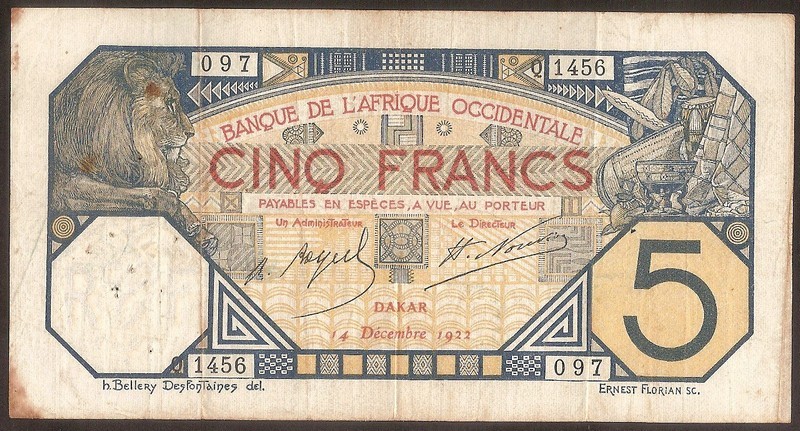 097
Q 1456
BANQUE DE L'AFRIQUE OCCIDENTALE
CINQ FRANCS
PAYABLES EN ESPÈCES, A VUE, AU PORTEUR
Un Administrateur
Le Directeur
DAKAR
14 Décembre 1922
5
Q 1456
097
h. Bellery Desfontaines del.
ERNEST FLORIAN SC.